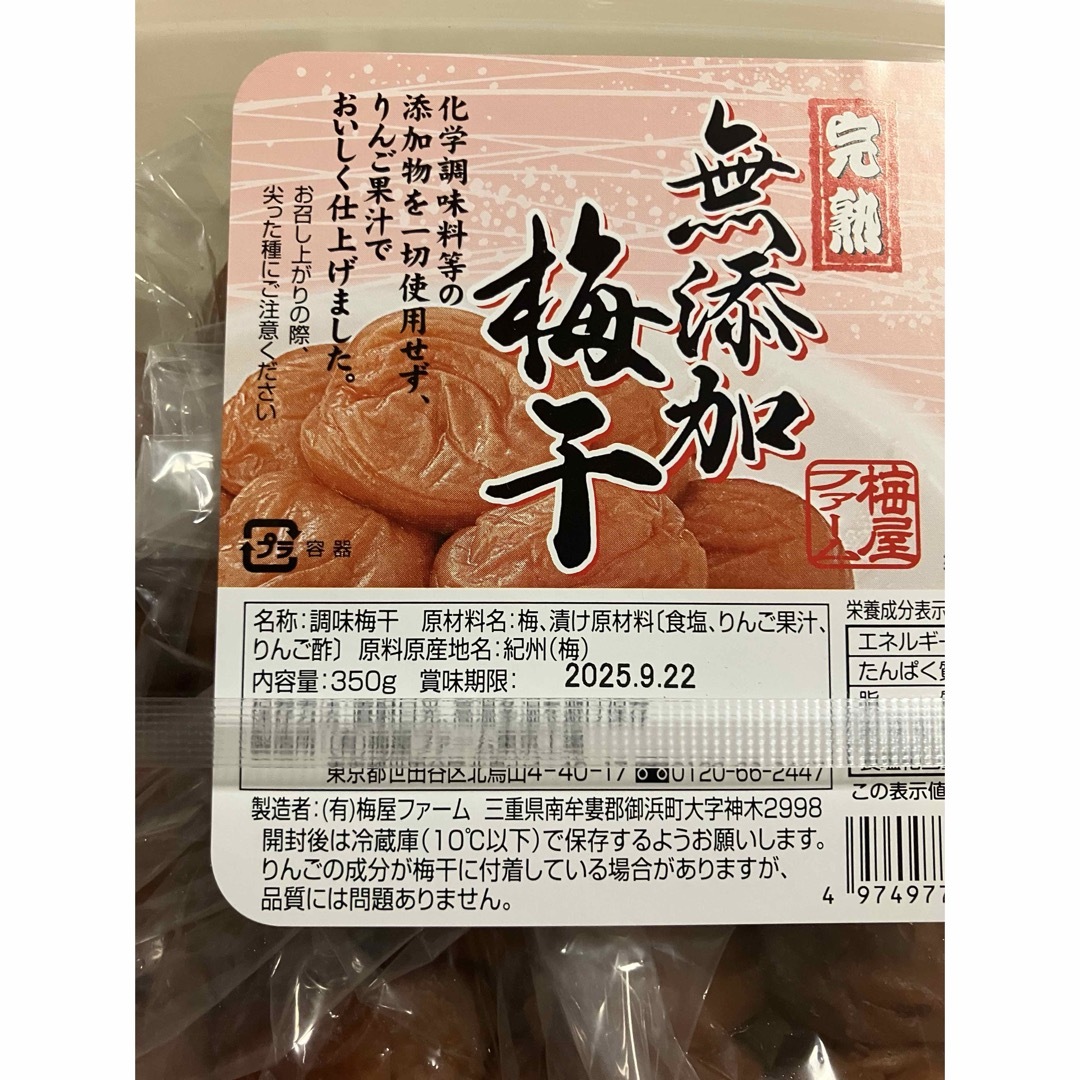 完熟
無添加
梅干
梅屋
ファーム
化学調味料等の
添加物を一切使用せず、
りんご果汁で
おいしく仕上げました。
お召し上がりの際、
尖った種にご注意ください
プラ 容器
名称：調味梅干　原材料名：梅、漬け原材料〔食塩、りんご果汁、
りんご酢〕　原料原産地名：紀州(梅)
内容量：350g　賞味期限：　2025.9.22
東京都世田谷区北烏山4-40-17 0120-66-2447
製造者：(有)梅屋ファーム　三重県南牟婁郡御浜町大字神木2998
開封後は冷蔵庫(10℃以下)で保存するようお願いします。
りんごの成分が梅干に付着している場合がありますが、
品質には問題ありません。
栄養成分表示
エネルギー
たんぱく質
この表示値
4 974977